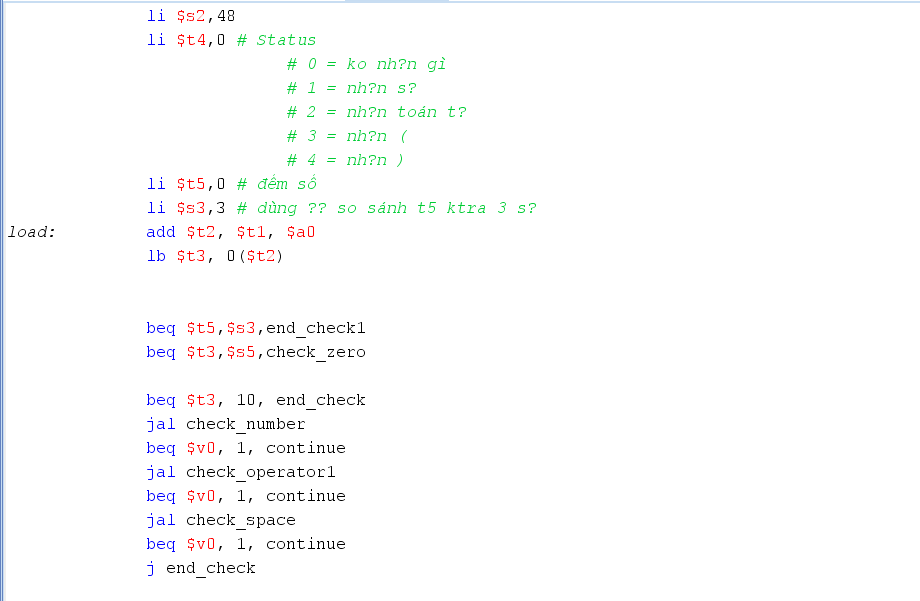 li $s2,48
li $t4,0 # Status
# 0 = ko nh?n gì
# 1 = nh?n s?
# 2 = nh?n toán t?
# 3 = nh?n (
# 4 = nh?n )
li $t5,0 # đếm số
li $s3,3 # dùng ?? so sánh t5 ktra 3 s?
load: add $t2, $t1, $a0
lb $t3, 0($t2)
beq $t5,$s3,end_check1
beq $t3,$s5,check_zero
beq $t3, 10, end_check
jal check_number
beq $v0, 1, continue
jal check_operator1
beq $v0, 1, continue
jal check_space
beq $v0, 1, continue
j end_check